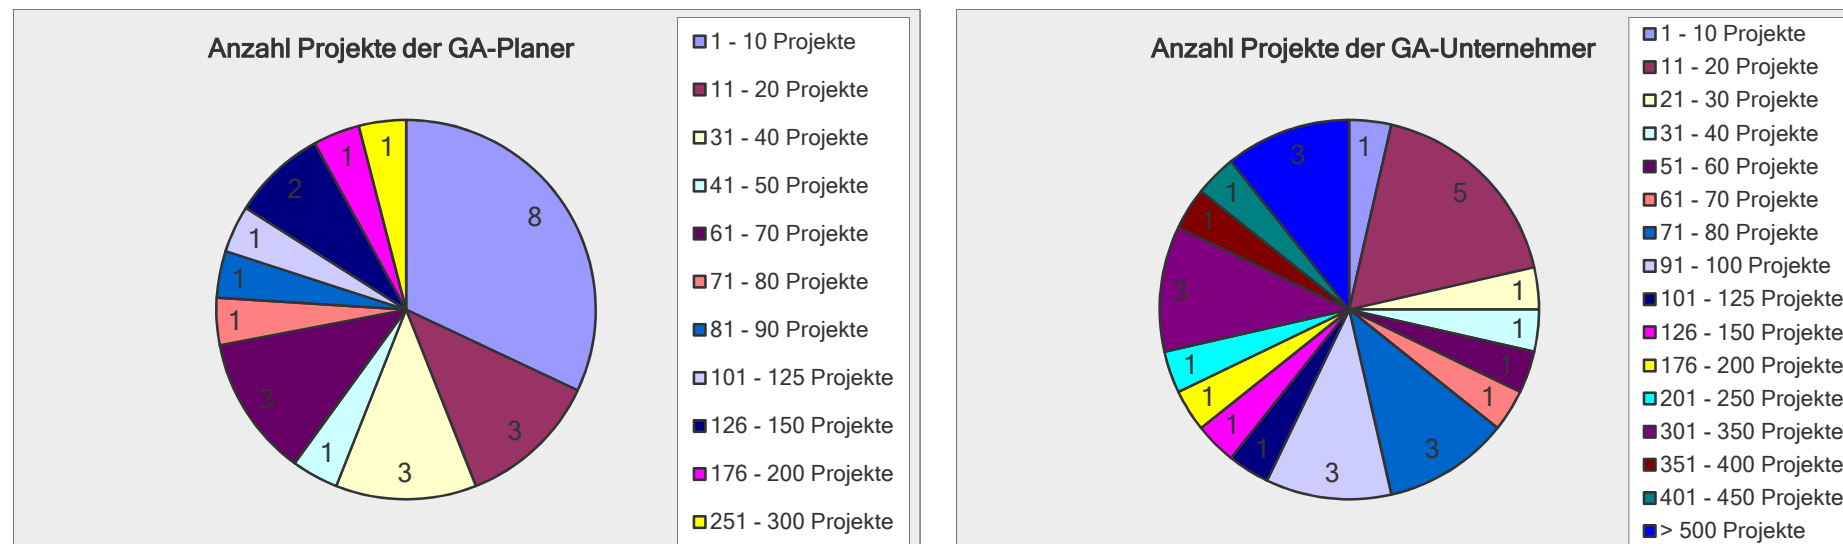 Anzahl Projekte der GA-Planer
8
3
3
1
3
1
1
1
2
1
1
1 - 10 Projekte
11 - 20 Projekte
31 - 40 Projekte
41 - 50 Projekte
61 - 70 Projekte
71 - 80 Projekte
81 - 90 Projekte
101 - 125 Projekte
126 - 150 Projekte
176 - 200 Projekte
251 - 300 Projekte
Anzahl Projekte der GA-Unternehmer
1
5
1
1
1
1
3
3
1
1
1
1
3
1
1
3
1 - 10 Projekte
11 - 20 Projekte
21 - 30 Projekte
31 - 40 Projekte
51 - 60 Projekte
61 - 70 Projekte
71 - 80 Projekte
91 - 100 Projekte
101 - 125 Projekte
126 - 150 Projekte
176 - 200 Projekte
201 - 250 Projekte
301 - 350 Projekte
351 - 400 Projekte
401 - 450 Projekte
> 500 Projekte